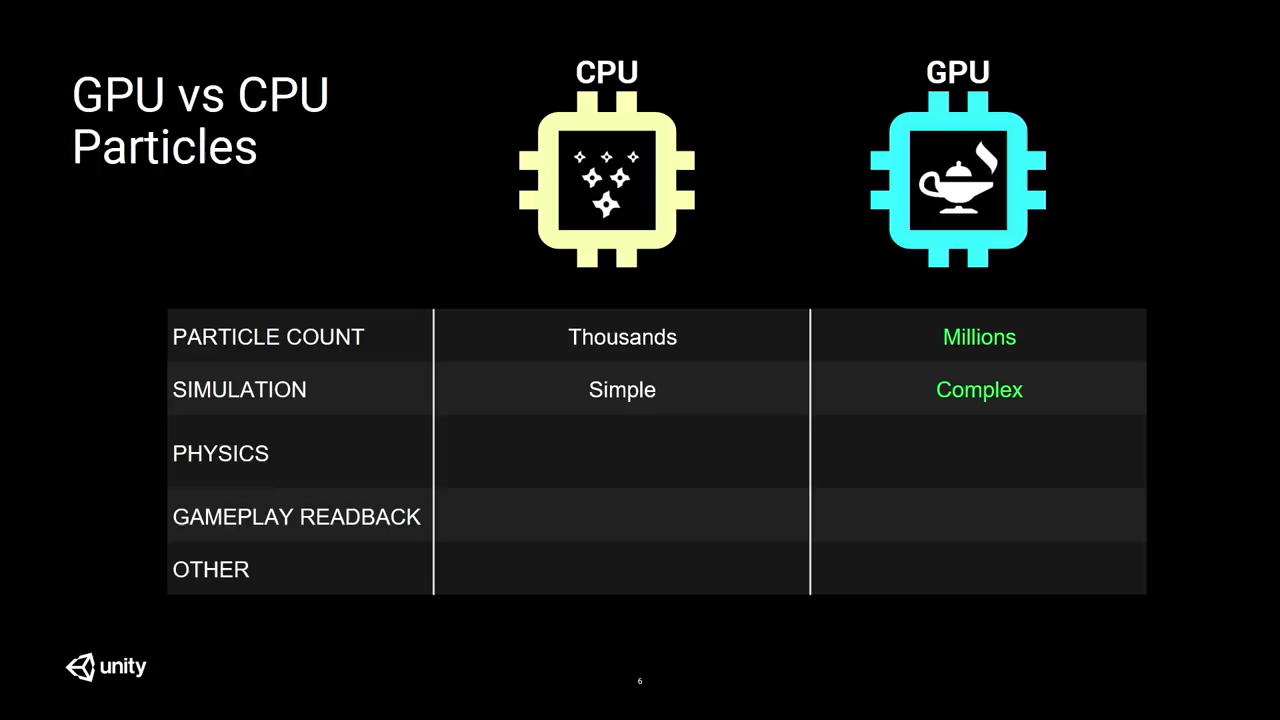 GPU vs CPU
Particles
CPU
GPU
PARTICLE COUNT Thousands Millions
SIMULATION Simple Complex
PHYSICS
GAMEPLAY READBACK
OTHER
unity
6